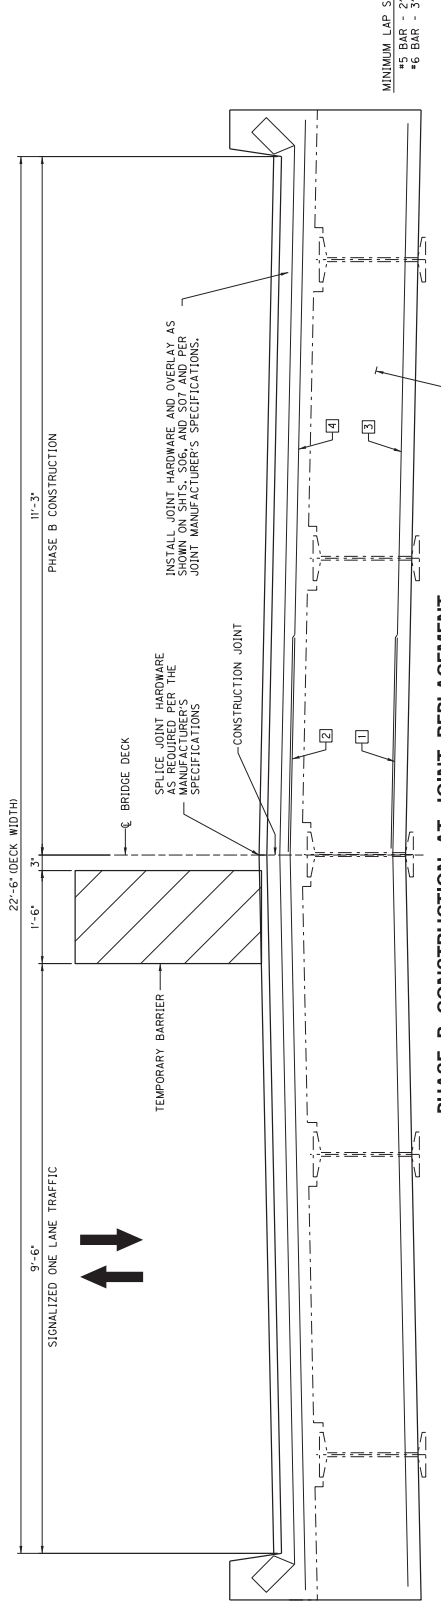 22'-6" (DECK WIDTH)
9'-6"
1'-6"
3"
11'-3"
SIGNALIZED ONE LANE TRAFFIC
PHASE B CONSTRUCTION
℄ BRIDGE DECK
TEMPORARY BARRIER
SPLICE JOINT HARDWARE
AS REQUIRED PER THE
MANUFACTURER'S
SPECIFICATIONS
CONSTRUCTION JOINT
INSTALL JOINT HARDWARE AND OVERLAY AS
SHOWN ON SHTS. S06, AND S07 AND PER
JOINT MANUFACTURER'S SPECIFICATIONS.
2
4
1
3
MINIMUM LAP S
#5 BAR - 2'
#6 BAR - 3'
PHASE B CONSTRUCTION AT JOINT REPLACEMENT